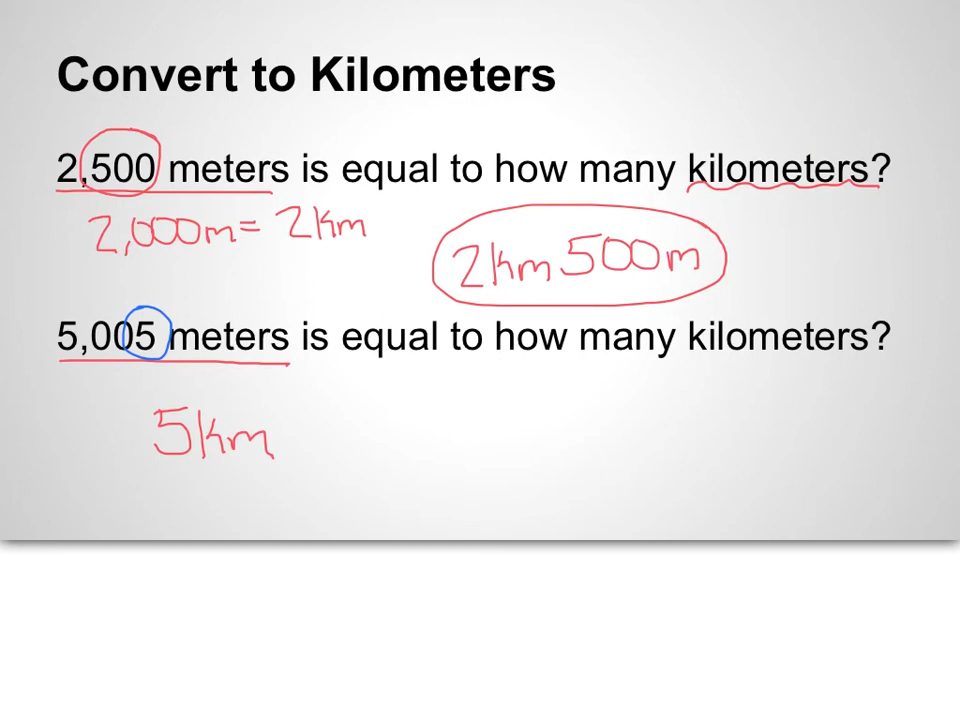 Convert to Kilometers
2,500 meters is equal to how many kilometers?
2,000m = 2km
2km 500m
5,005 meters is equal to how many kilometers?
5km